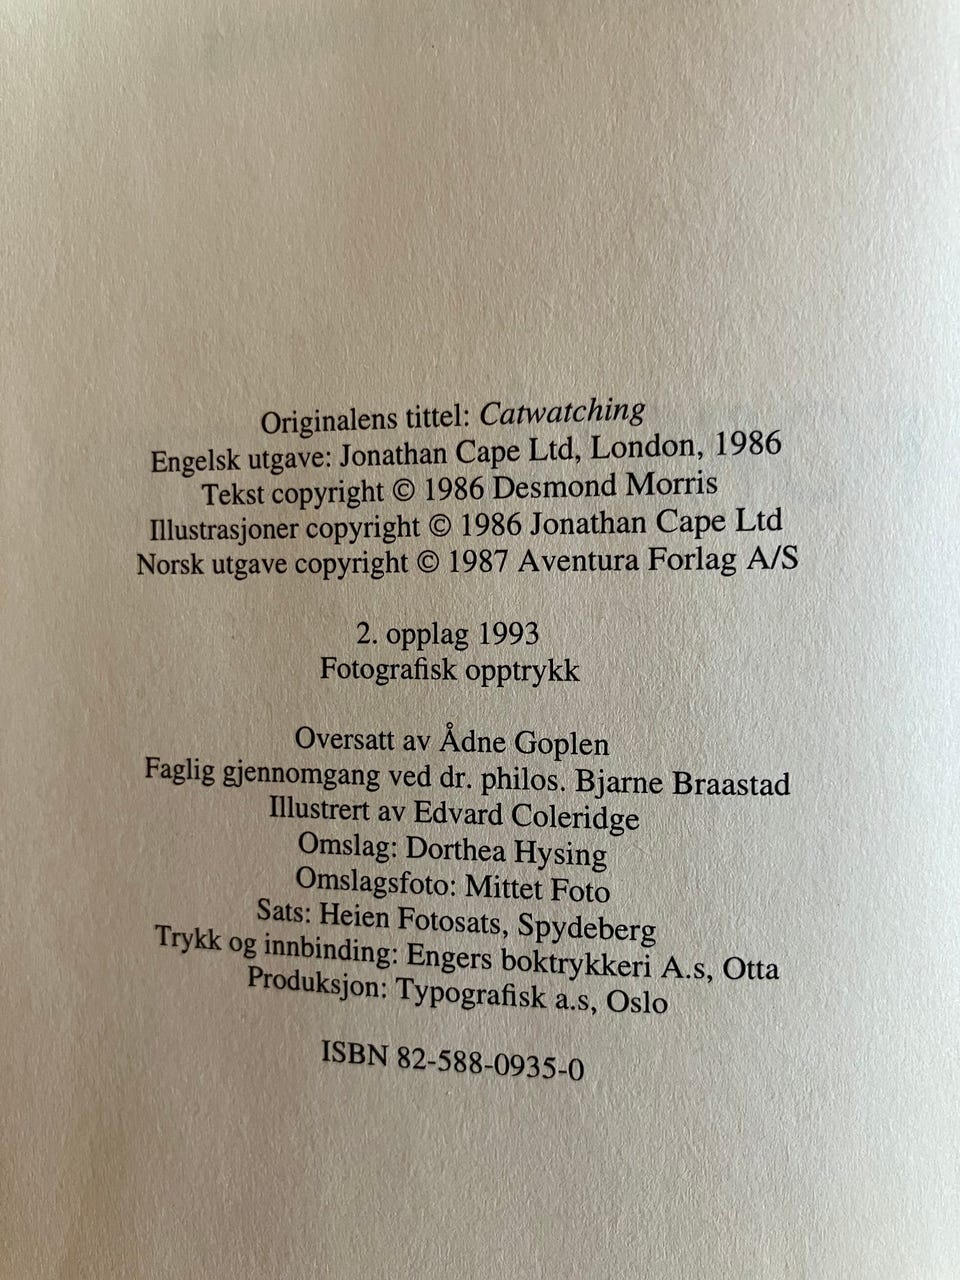 Originalens tittel: Catwatching
Engelsk utgave: Jonathan Cape Ltd, London, 1986
Tekst copyright © 1986 Desmond Morris
Illustrasjoner copyright © 1986 Jonathan Cape Ltd
Norsk utgave copyright © 1987 Aventura Forlag A/S
2. opplag 1993
Fotografisk opptrykk
Oversatt av Ådne Goplen
Faglig gjennomgang ved dr. philos. Bjarne Braastad
Illustrert av Edvard Coleridge
Omslag: Dorthea Hysing
Omslagsfoto: Mittet Foto
Sats: Heien Fotosats, Spydeberg
Trykk og innbinding: Engers boktrykkeri A.s, Otta
Produksjon: Typografisk a.s, Oslo
ISBN 82-588-0935-0